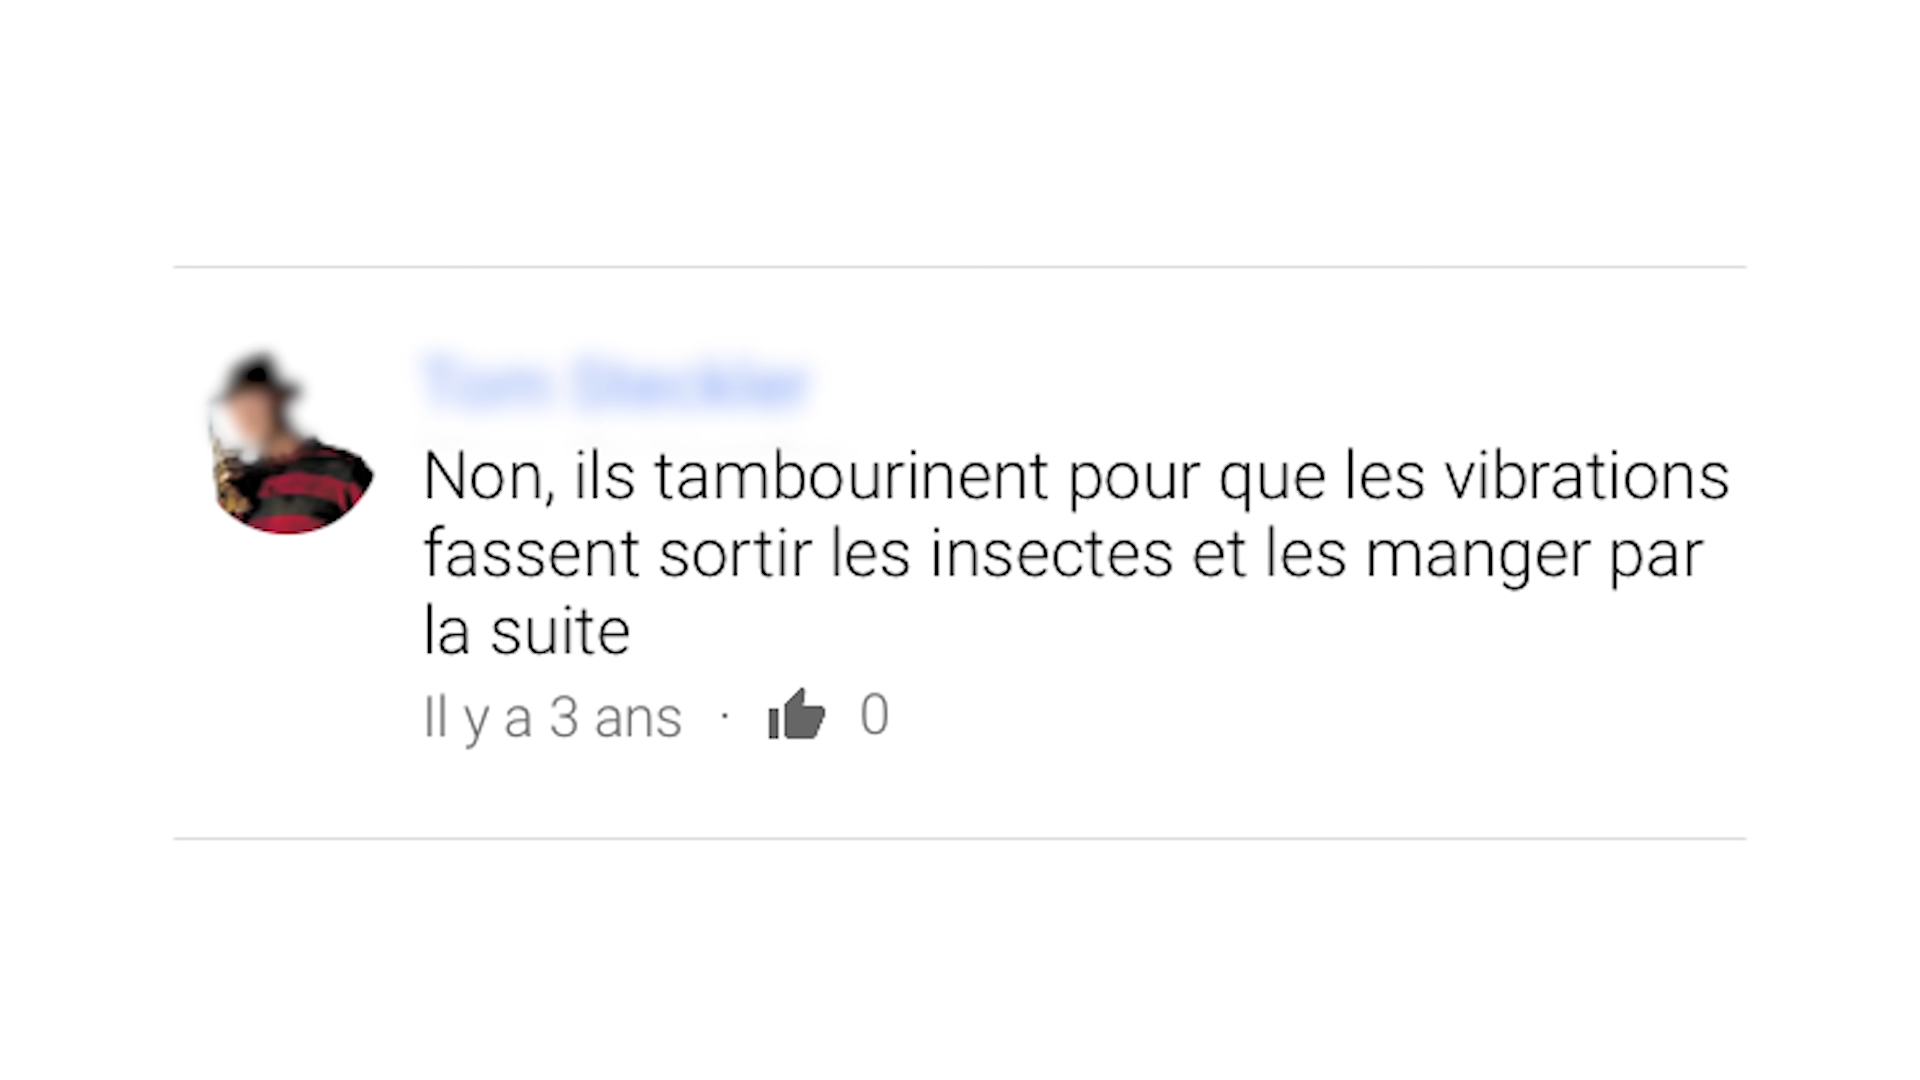 Non, ils tambourinent pour que les vibrations
fassent sortir les insectes et les manger par
la suite
Il y a 3 ans · 0